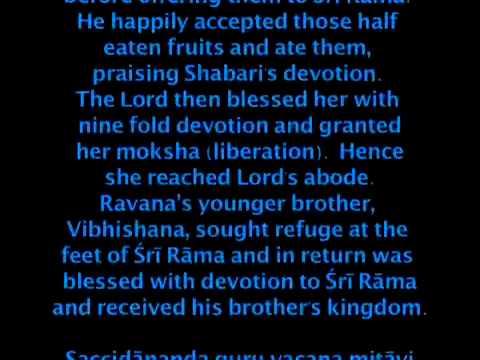 before offering them to Śrī Rāma.
He happily accepted those half
eaten fruits and ate them,
praising Shabari's devotion.
The Lord then blessed her with
nine fold devotion and granted
her moksha (liberation).  Hence
she reached Lord's abode.
Ravana's younger brother,
Vibhishana, sought refuge at the
feet of Śrī Rāma and in return was
blessed with devotion to Śrī Rāma
and received his brother's kingdom.
Saccidānanda guru vacana mitāvi